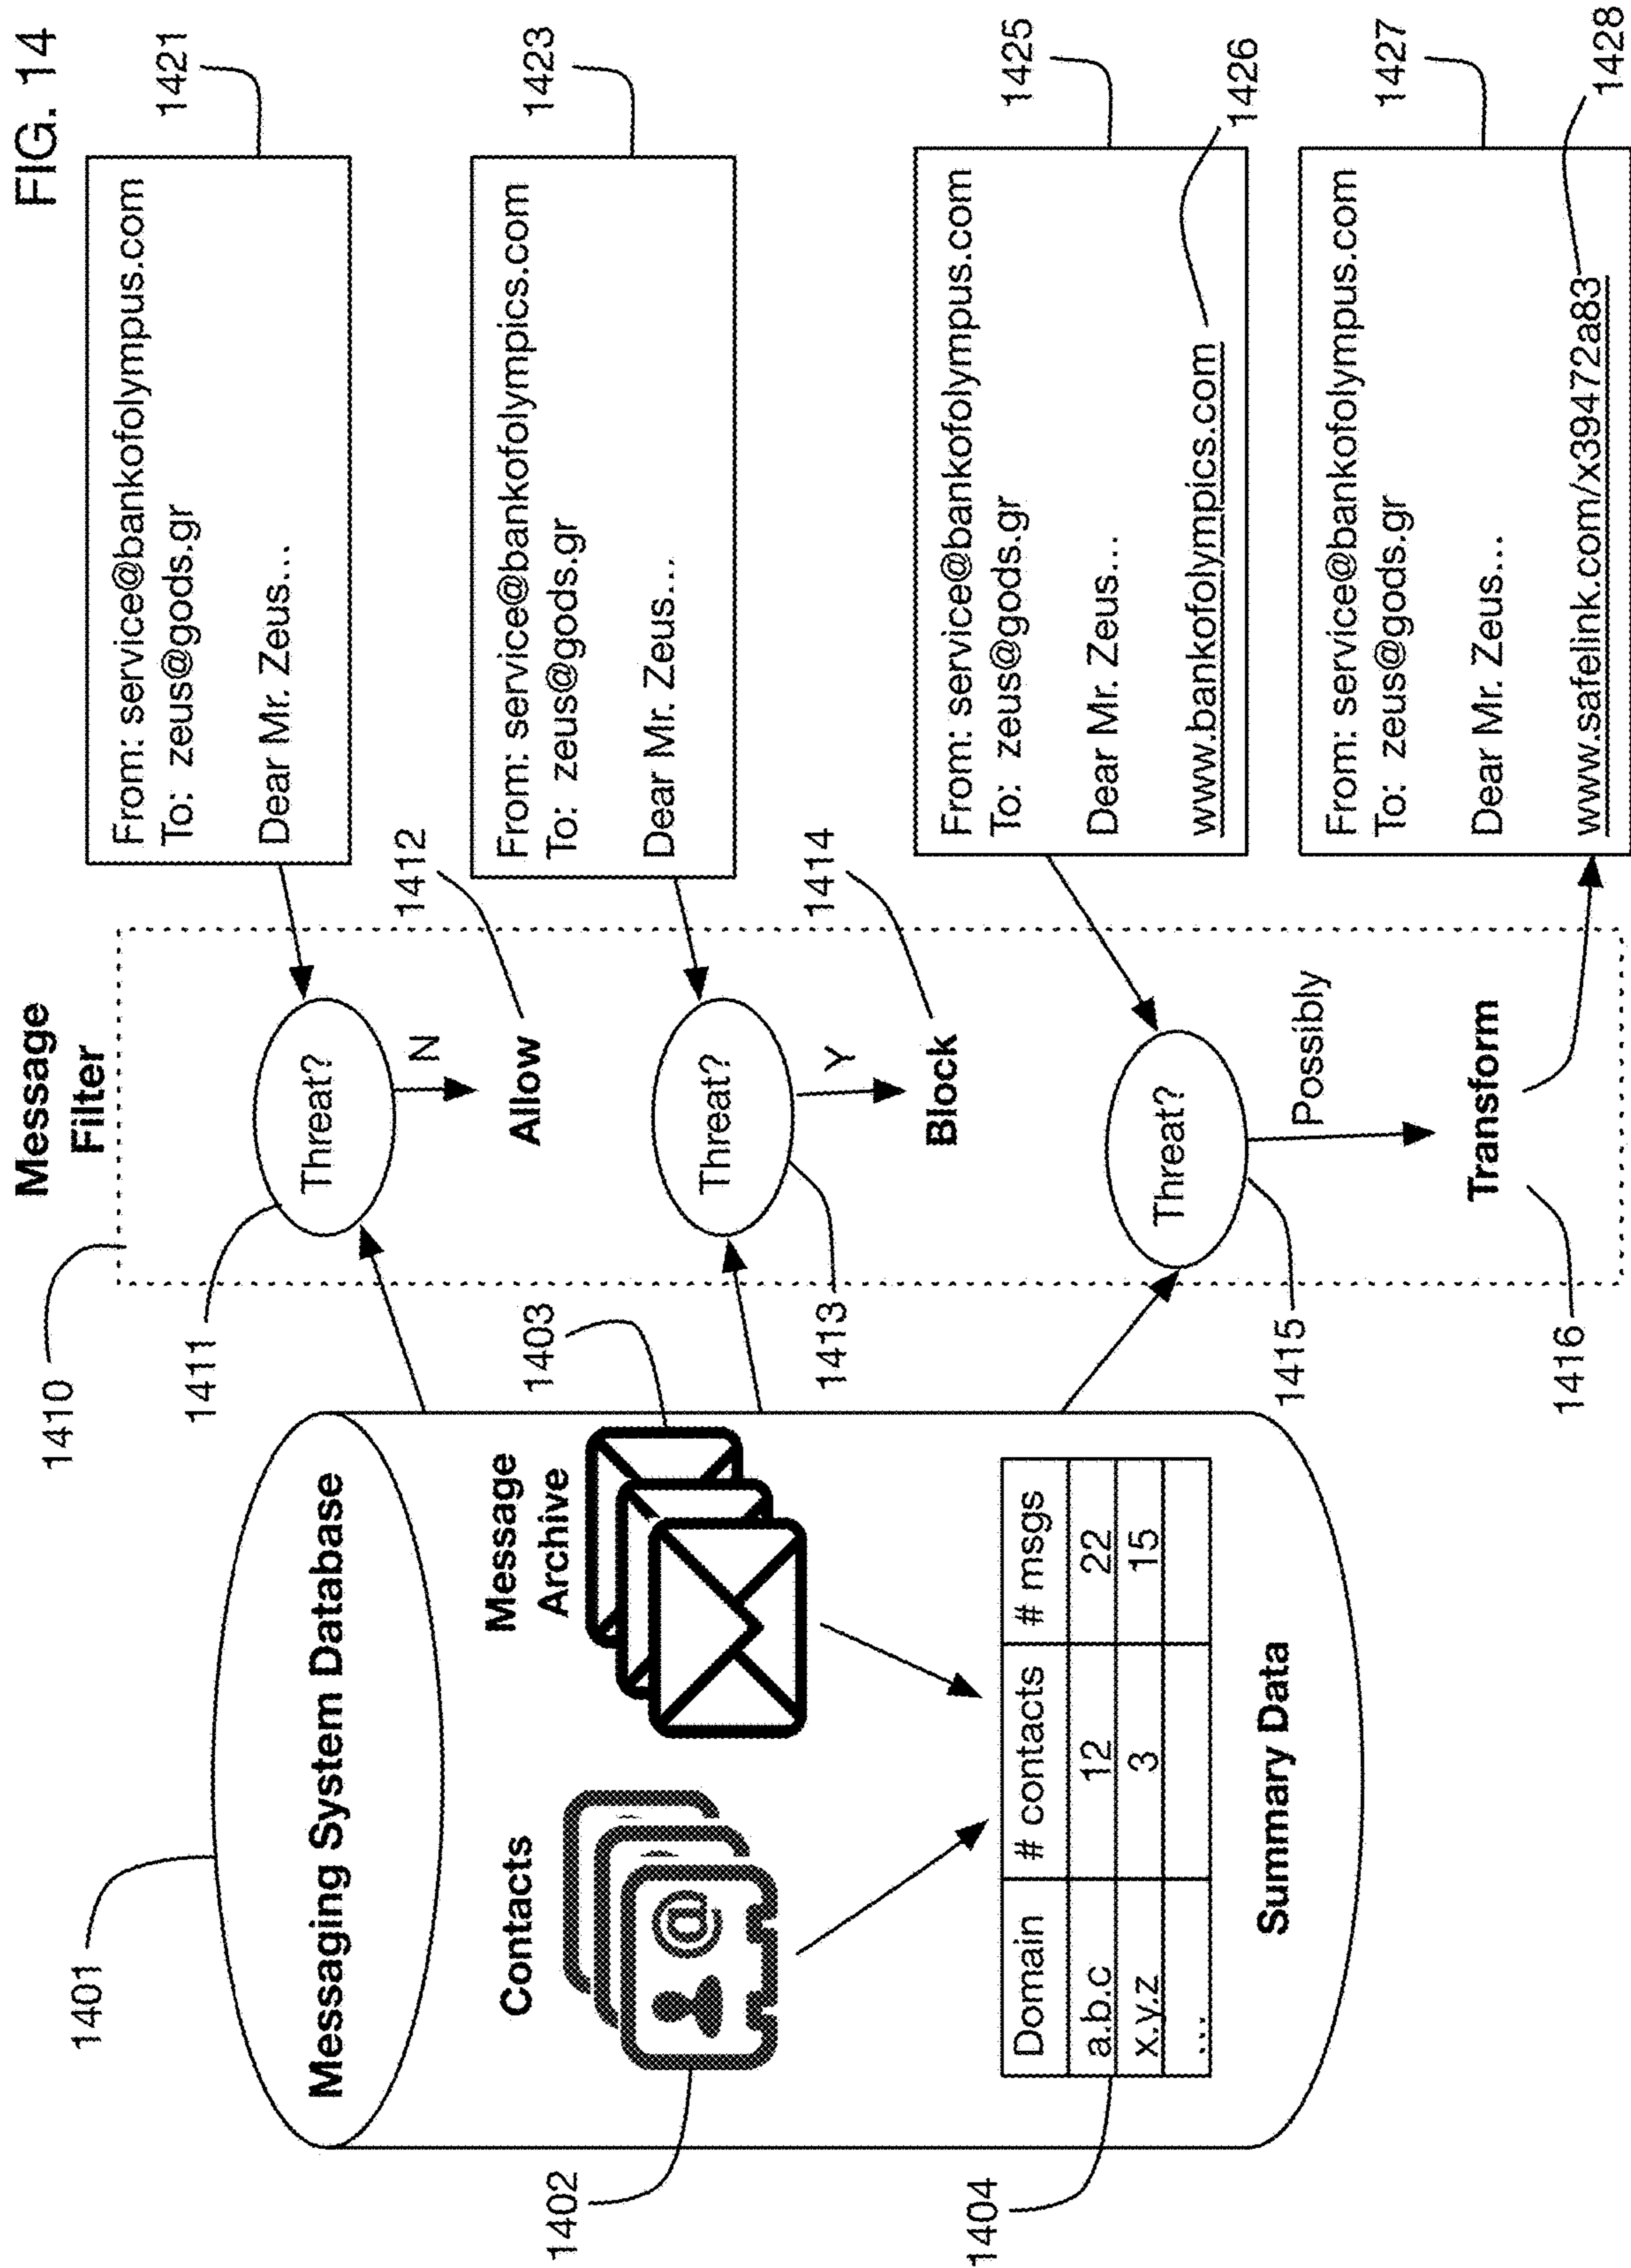 FIG. 14
1401
Messaging System Database
Contacts
1402
Message
Archive
1403
Domain # contacts # msgs
a.b.c 12 22
x.y.z 3 15
...
1404
Summary Data
Message
Filter
1410
1411
Threat?
N
Allow
1412
Threat?
1413
Y
Block
1414
Threat?
1415
Possibly
Transform
1416
From: service@bankofolympus.com
To: zeus@gods.gr
Dear Mr. Zeus...
1421
From: service@bankofolympics.com
To: zeus@gods.gr
Dear Mr. Zeus...
1423
From: service@bankofolympus.com
To: zeus@gods.gr
Dear Mr. Zeus...
www.bankofolympics.com
1425
1426
From: service@bankofolympus.com
To: zeus@gods.gr
Dear Mr. Zeus...
www.safelink.com/x39472a83
1427
1428